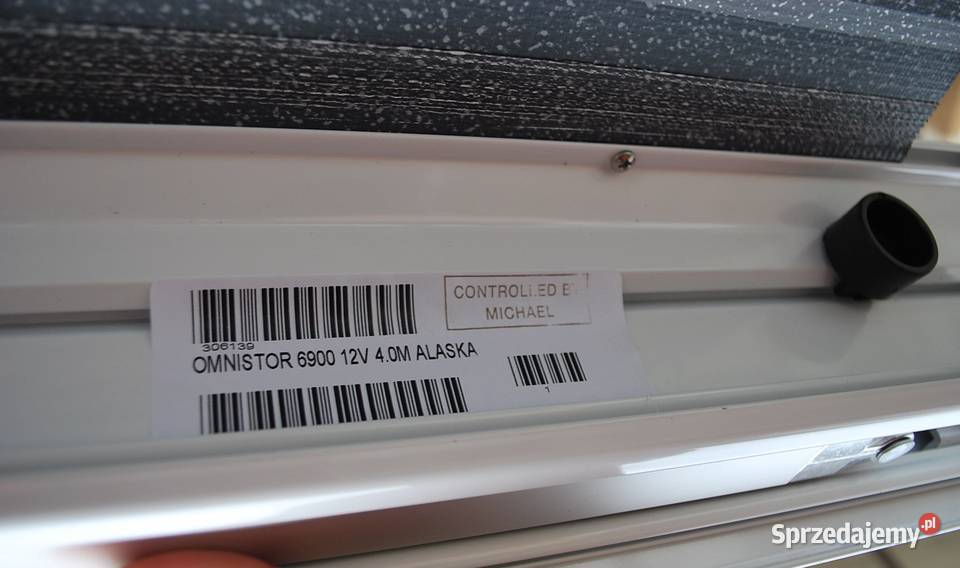 CONTROLLED BY
MICHAEL
306139
OMNISTOR 6900 12V 4.0M ALASKA
1
Sprzedajemy.pl